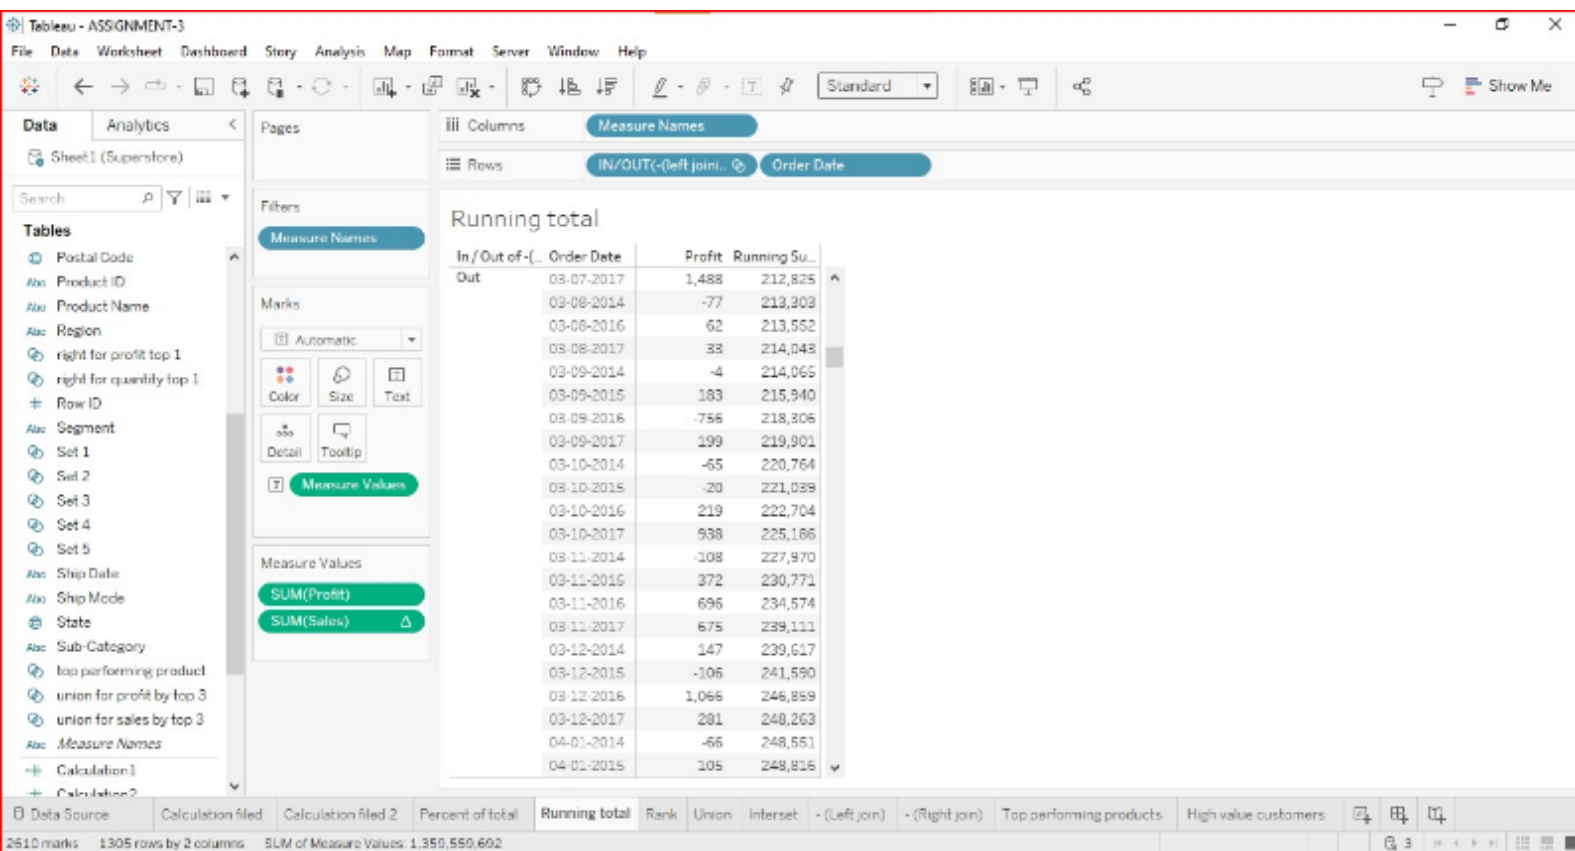 Tableau - ASSIGNMENT-3
File Data Worksheet Dashboard Story Analysis Map Format Server Window Help
Standard
Show Me
Data Analytics
Sheet1 (Superstore)
Search
Tables
Postal Code
Abc Product ID
Abc Product Name
Abc Region
right for profit top 1
right for quantity top 1
Row ID
Abc Segment
Set 1
Set 2
Set 3
Set 4
Set 5
Abc Ship Date
Abc Ship Mode
State
Abc Sub-Category
top performing product
union for profit by top 3
union for sales by top 3
Abc Measure Names
Calculation1
Calculation2
Pages
Filters
Measure Names
Marks
Automatic
Color Size Text
Detail Tooltip
Measure Values
Measure Values
SUM(Profit)
SUM(Sales) Δ
Columns Measure Names
Rows IN/OUT(-(left joini.. Order Date
Running total
In / Out of -(.. Order Date Profit Running Su...
Out 03-07-2017 1,488 212,825
03-08-2014 -77 213,303
03-08-2016 62 213,552
03-08-2017 33 214,043
03-09-2014 -4 214,065
03-09-2015 183 215,940
03-09-2016 -756 218,306
03-09-2017 199 219,901
03-10-2014 -65 220,764
03-10-2015 -20 221,039
03-10-2016 219 222,704
03-10-2017 938 225,186
03-11-2014 -108 227,970
03-11-2015 372 230,771
03-11-2016 696 234,574
03-11-2017 675 239,111
03-12-2014 147 239,617
03-12-2015 -106 241,590
03-12-2016 1,066 246,859
03-12-2017 281 248,263
04-01-2014 -66 248,551
04-01-2015 105 248,816
Data Source Calculation filed Calculation filed 2 Percent of total Running total Rank Union Interset - (Left join) - (Right join) Top performing products High value customers
2610 marks 1305 rows by 2 columns SUM of Measure Values: 1,359,559,692 3